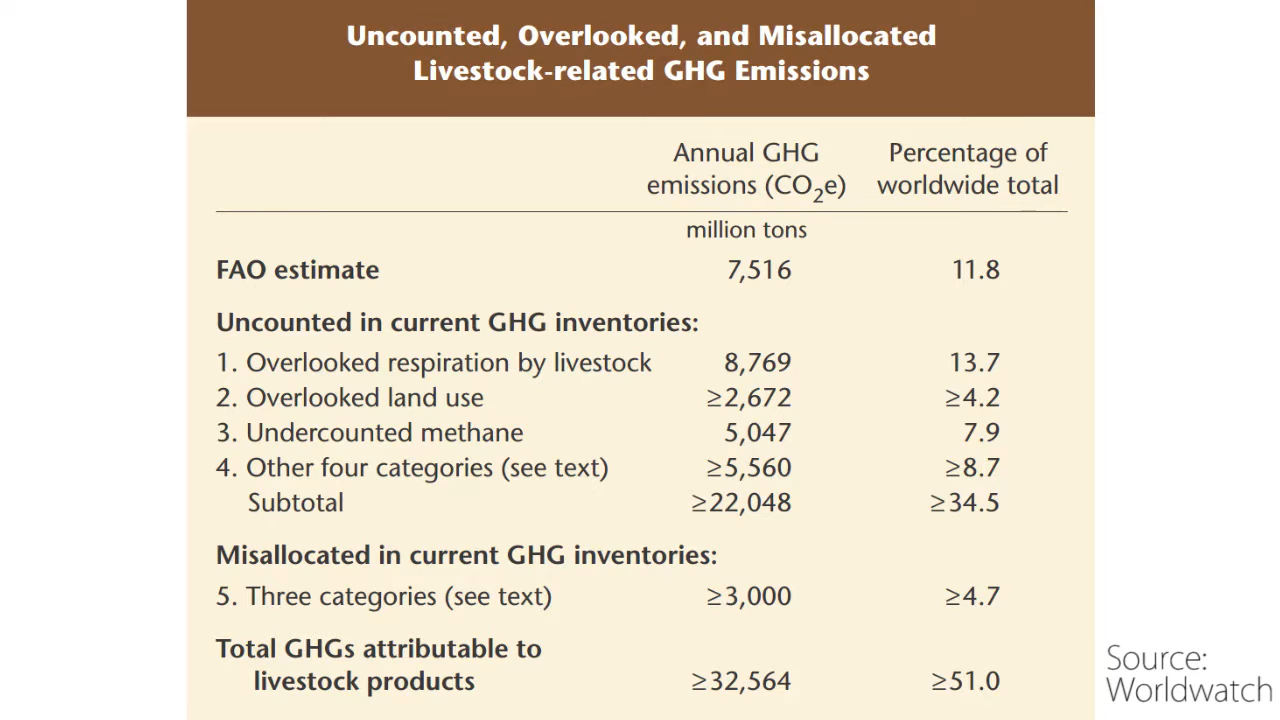 Uncounted, Overlooked, and Misallocated
Livestock-related GHG Emissions
Annual GHG Percentage of
emissions (CO₂e) worldwide total
million tons
FAO estimate 7,516 11.8
Uncounted in current GHG inventories:
1. Overlooked respiration by livestock 8,769 13.7
2. Overlooked land use ≥2,672 ≥4.2
3. Undercounted methane 5,047 7.9
4. Other four categories (see text) ≥5,560 ≥8.7
Subtotal ≥22,048 ≥34.5
Misallocated in current GHG inventories:
5. Three categories (see text) ≥3,000 ≥4.7
Total GHGs attributable to
livestock products ≥32,564 ≥51.0
Source:
Worldwatch